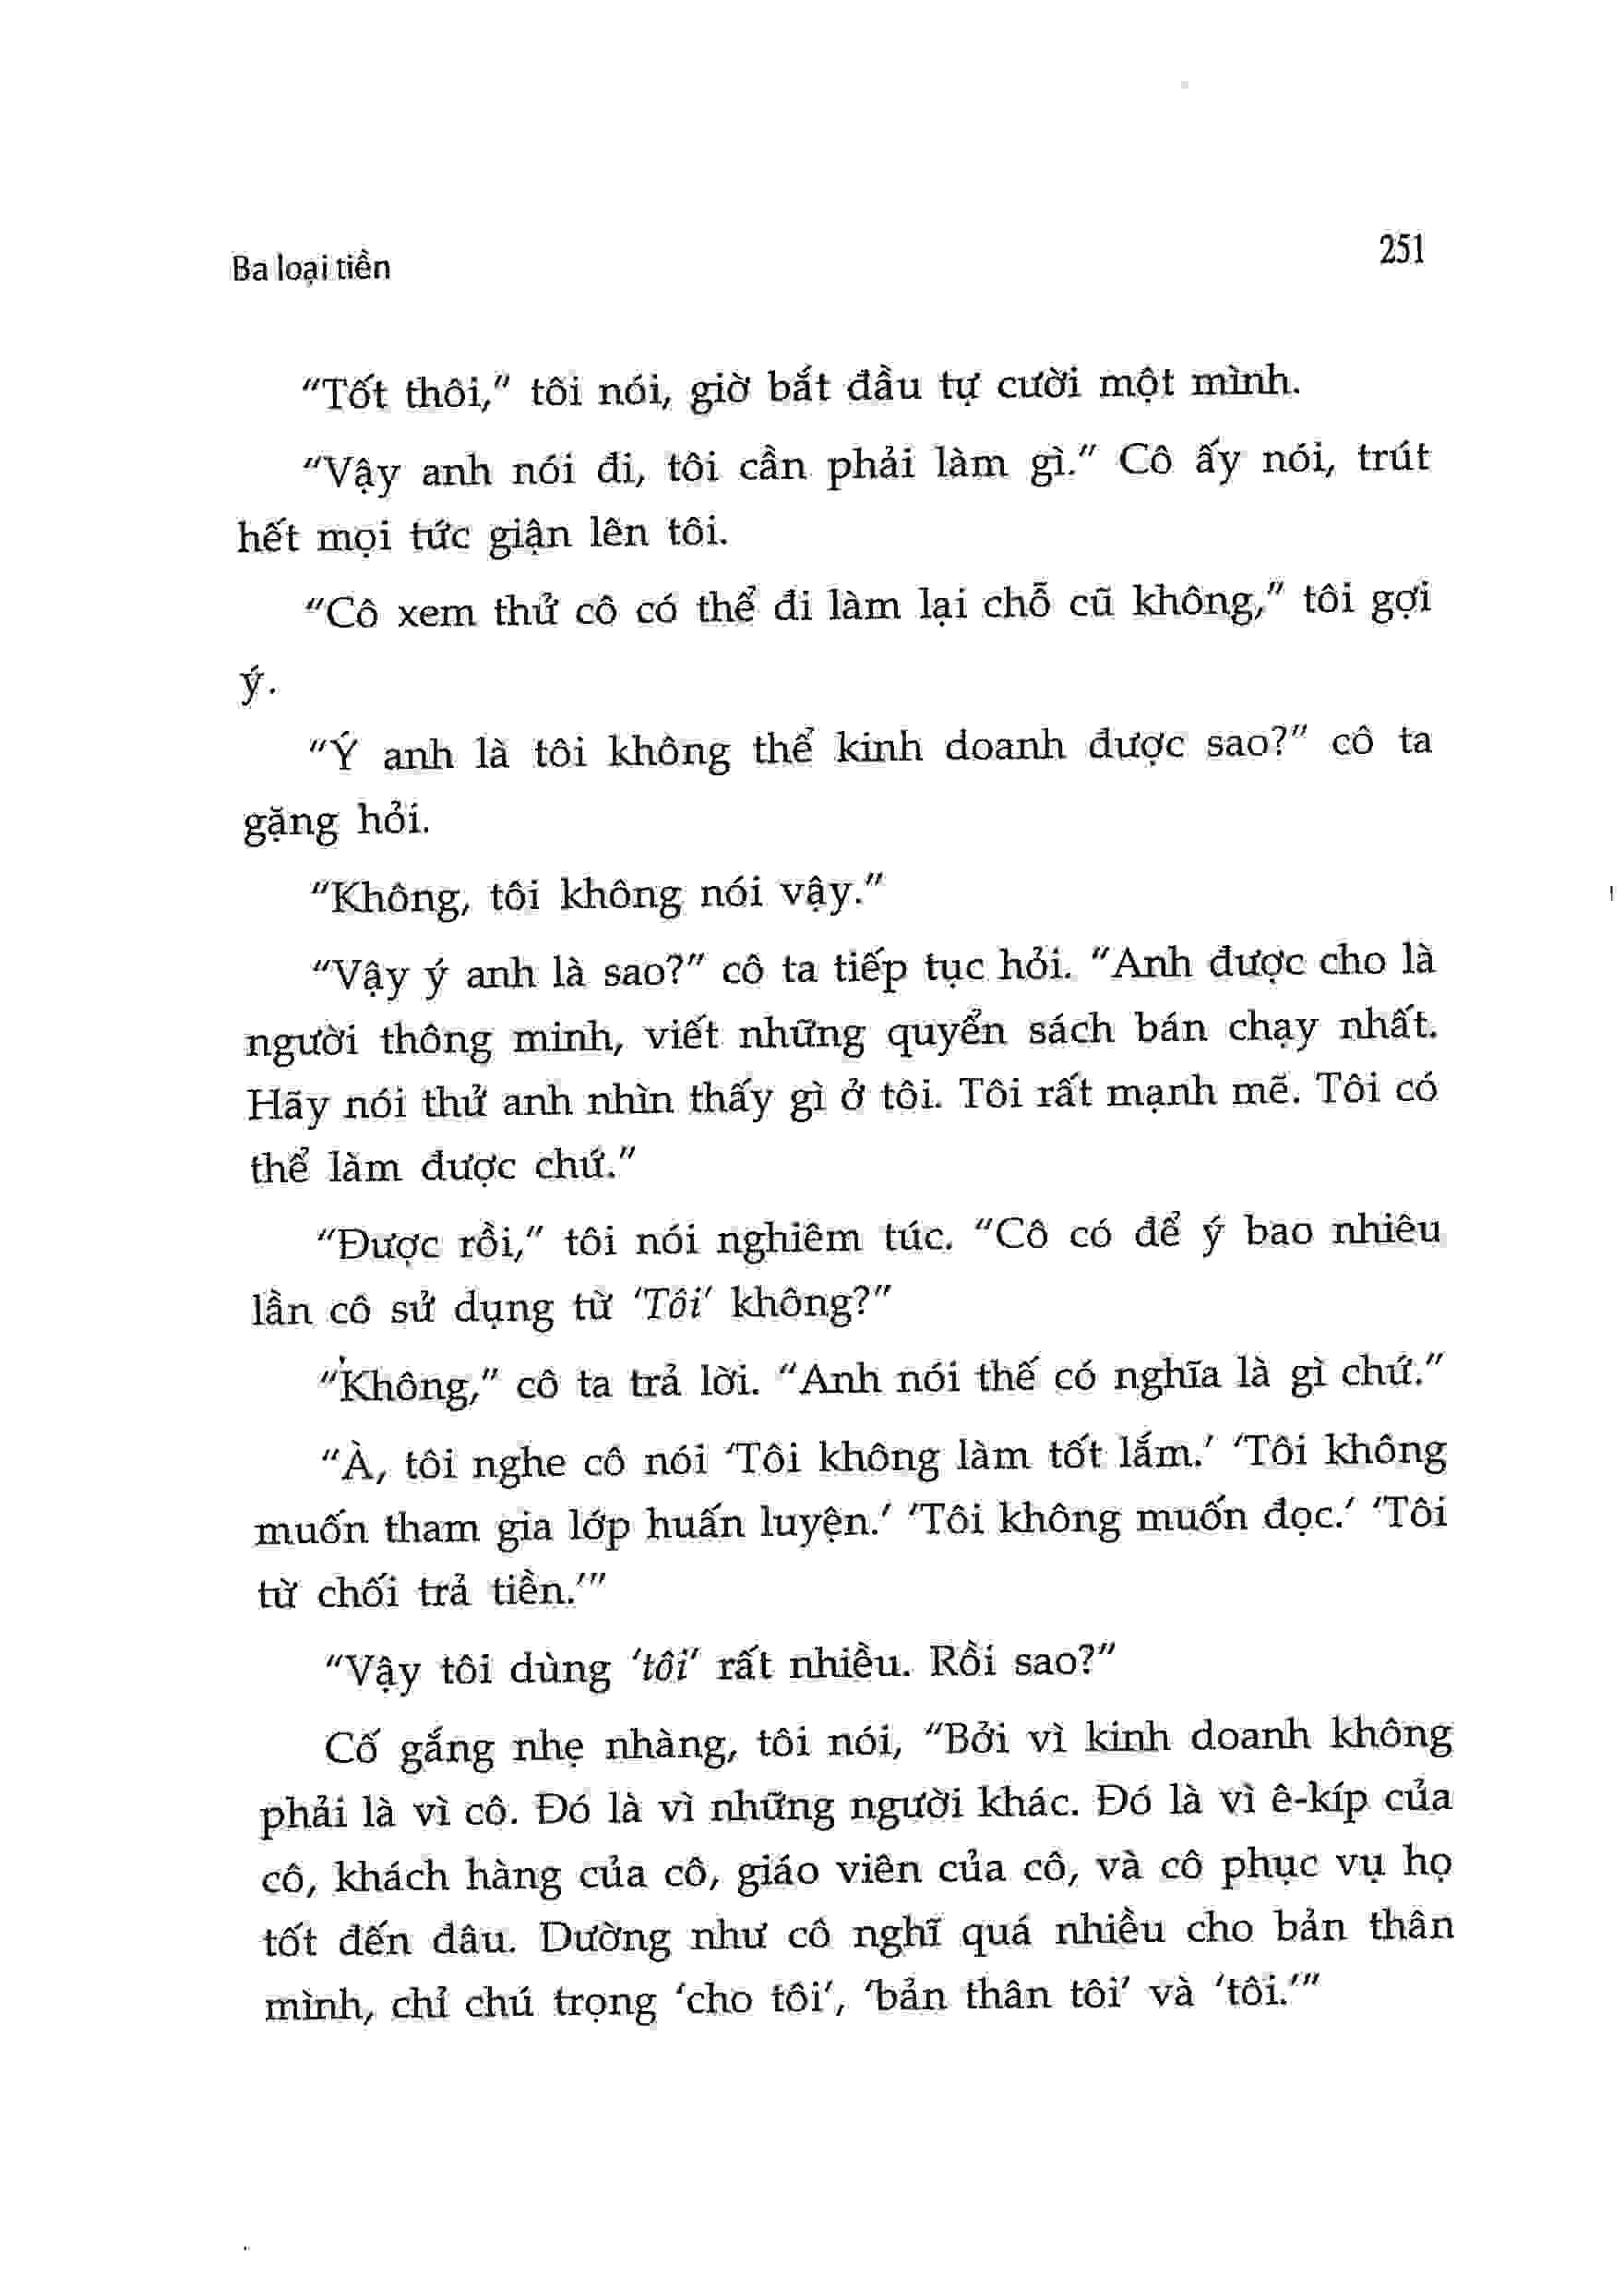 Ba loại tiền
251
“Tốt thôi,” tôi nói, giờ bắt đầu tự cười một mình.
“Vậy anh nói đi, tôi cần phải làm gì.” Cô ấy nói, trút
hết mọi tức giận lên tôi.
“Cô xem thử cô có thể đi làm lại chỗ cũ không,” tôi gợi
ý.
“Ý anh là tôi không thể kinh doanh được sao?” cô ta
gặng hỏi.
“Không, tôi không nói vậy.”
“Vậy ý anh là sao?” cô ta tiếp tục hỏi. “Anh được cho là
người thông minh, viết những quyển sách bán chạy nhất.
Hãy nói thử anh nhìn thấy gì ở tôi. Tôi rất mạnh mẽ. Tôi có
thể làm được chứ.”
“Được rồi,” tôi nói nghiêm túc. “Cô có để ý bao nhiêu
lần cô sử dụng từ ‘Tôi’ không?”
“Không,” cô ta trả lời. “Anh nói thế có nghĩa là gì chứ.”
“À, tôi nghe cô nói ‘Tôi không làm tốt lắm.’ ‘Tôi không
muốn tham gia lớp huấn luyện.’ ‘Tôi không muốn đọc.’ ‘Tôi
từ chối trả tiền.’”
“Vậy tôi dùng ‘tôi’ rất nhiều. Rồi sao?”
Cố gắng nhẹ nhàng, tôi nói, “Bởi vì kinh doanh không
phải là vì cô. Đó là vì những người khác. Đó là vì ê-kíp của
cô, khách hàng của cô, giáo viên của cô, và cô phục vụ họ
tốt đến đâu. Dường như cô nghĩ quá nhiều cho bản thân
mình, chỉ chú trọng ‘cho tôi’, ‘bản thân tôi’ và ‘tôi.’”